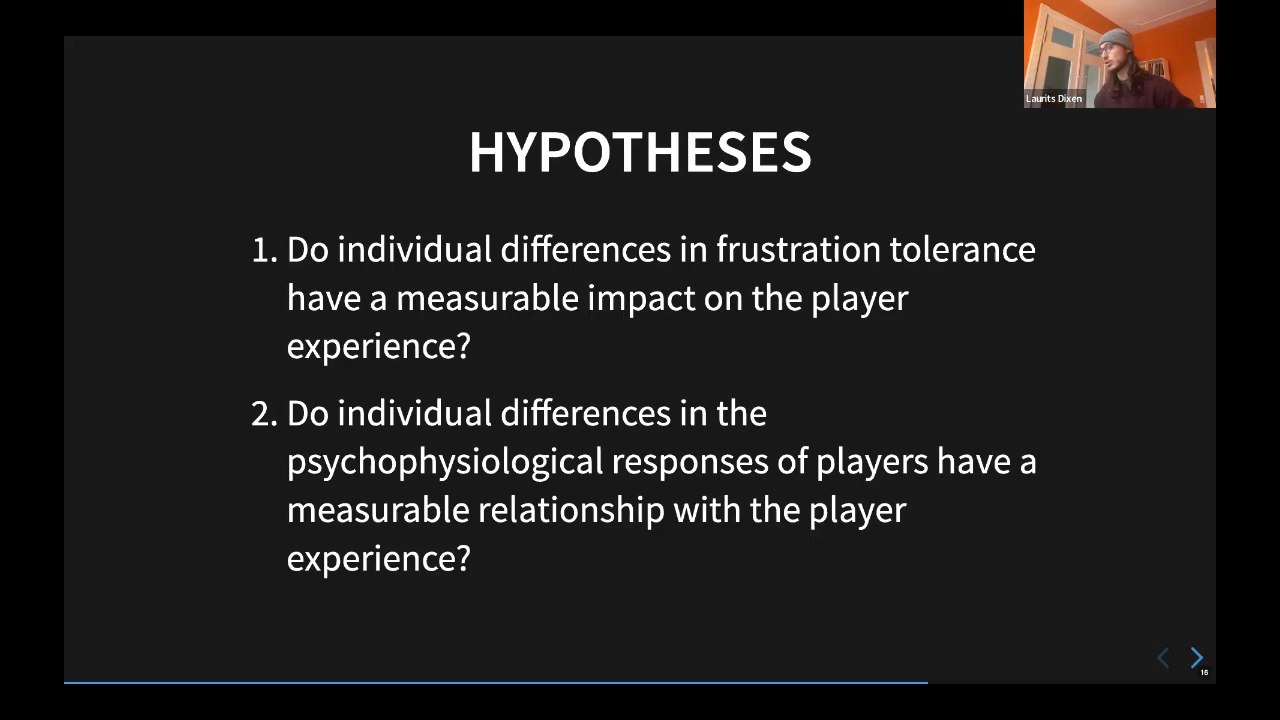 Laurits Dixen
HYPOTHESES
1. Do individual differences in frustration tolerance
have a measurable impact on the player
experience?
2. Do individual differences in the
psychophysiological responses of players have a
measurable relationship with the player
experience?
16